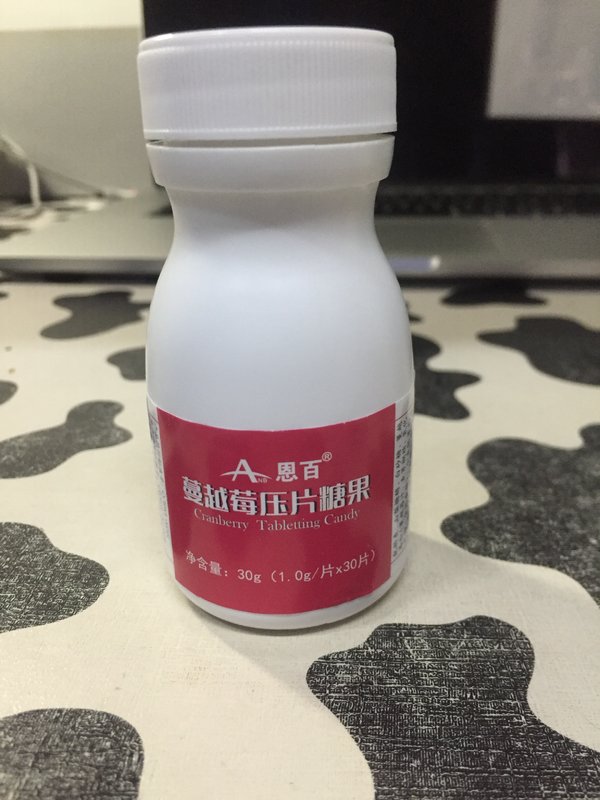 AND 恩百®
蔓越莓压片糖果
Cranberry Tabletting Candy
净含量：30g（1.0g/片x30片）